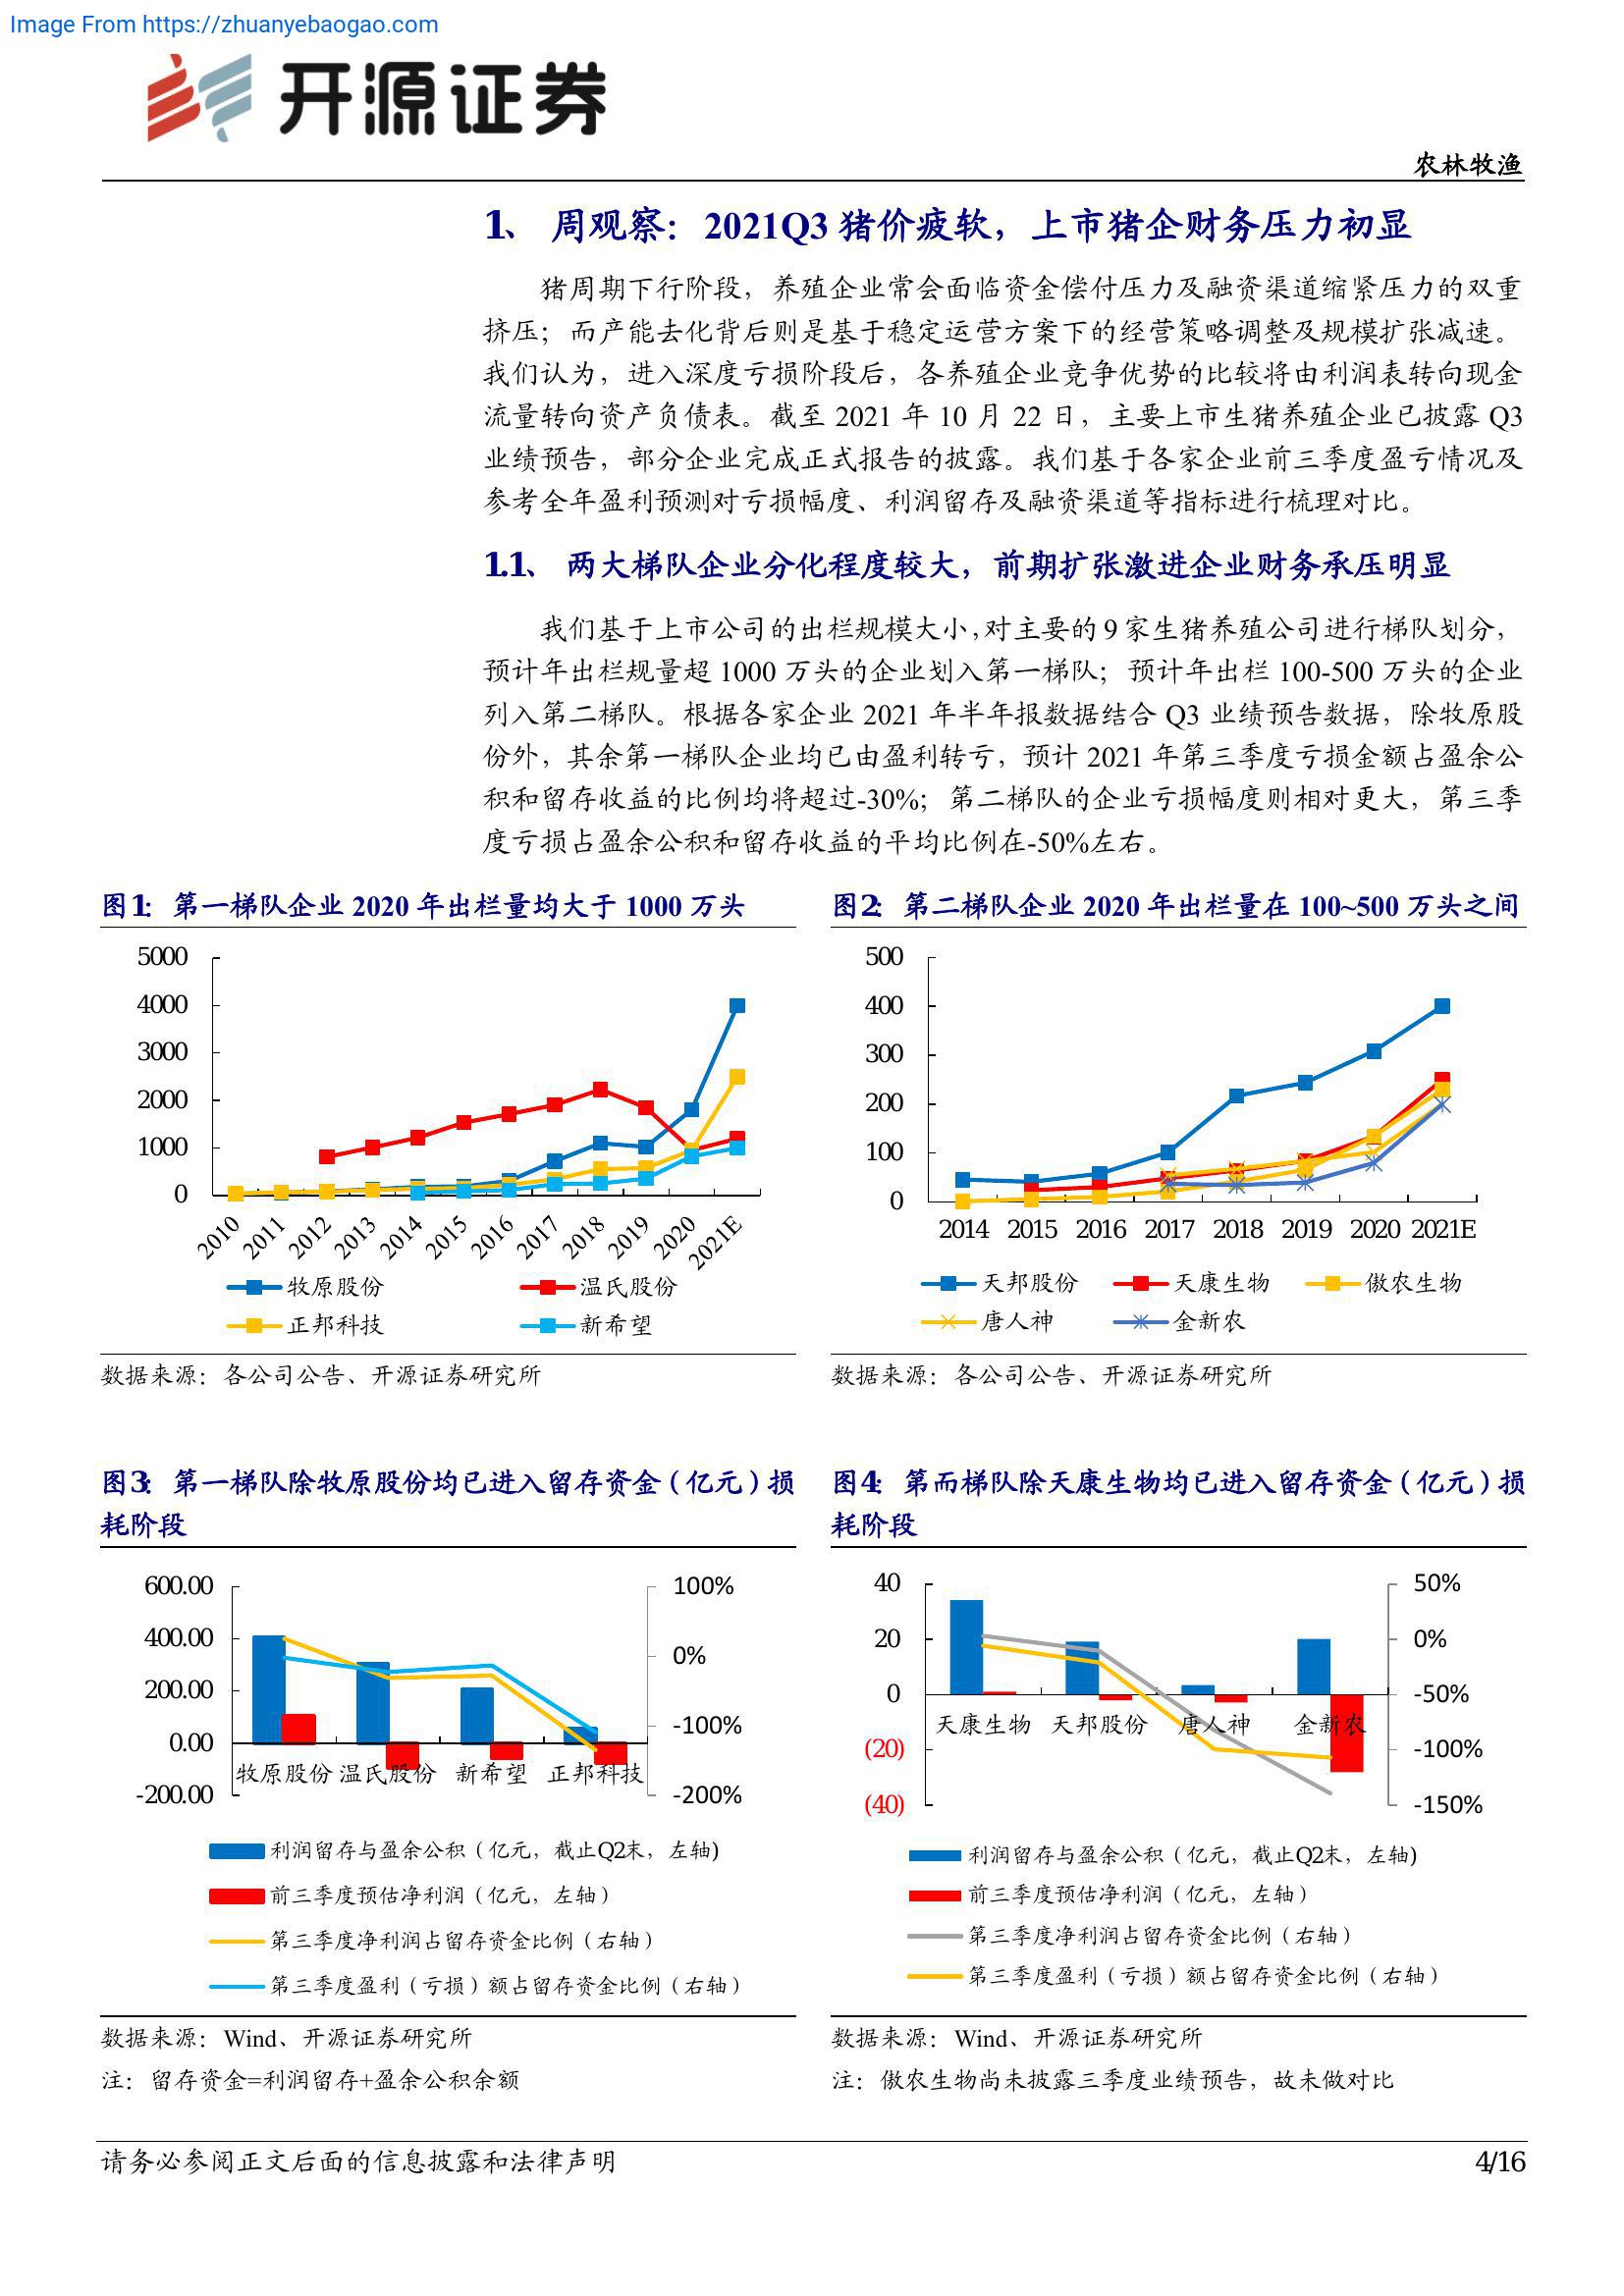 Image From https://zhuanyebaogao.com
开源证券
农林牧渔
1、 周观察：2021Q3 猪价疲软，上市猪企财务压力初显
猪周期下行阶段，养殖企业常会面临资金偿付压力及融资渠道缩紧压力的双重
挤压；而产能去化背后则是基于稳定运营方案下的经营策略调整及规模扩张减速。
我们认为，进入深度亏损阶段后，各养殖企业竞争优势的比较将由利润表转向现金
流量转向资产负债表。截至 2021 年 10 月 22 日，主要上市生猪养殖企业已披露 Q3
业绩预告，部分企业完成正式报告的披露。我们基于各家企业前三季度盈亏情况及
参考全年盈利预测对亏损幅度、利润留存及融资渠道等指标进行梳理对比。
1.1、 两大梯队企业分化程度较大，前期扩张激进企业财务承压明显
我们基于上市公司的出栏规模大小，对主要的 9 家生猪养殖公司进行梯队划分，
预计年出栏规量超 1000 万头的企业划入第一梯队；预计年出栏 100-500 万头的企业
列入第二梯队。根据各家企业 2021 年半年报数据结合 Q3 业绩预告数据，除牧原股
份外，其余第一梯队企业均已由盈利转亏，预计 2021 年第三季度亏损金额占盈余公
积和留存收益的比例均将超过-30%；第二梯队的企业亏损幅度则相对更大，第三季
度亏损占盈余公积和留存收益的平均比例在-50%左右。
图1：第一梯队企业 2020 年出栏量均大于 1000 万头
5000
4000
3000
2000
1000
0
2010 2011 2012 2013 2014 2015 2016 2017 2018 2019 2020 2021E
牧原股份 温氏股份
正邦科技 新希望
数据来源：各公司公告、开源证券研究所
图2：第二梯队企业 2020 年出栏量在 100~500 万头之间
500
400
300
200
100
0
2014 2015 2016 2017 2018 2019 2020 2021E
天邦股份 天康生物 傲农生物
唐人神 金新农
数据来源：各公司公告、开源证券研究所
图3：第一梯队除牧原股份均已进入留存资金（亿元）损
耗阶段
600.00
400.00
200.00
0.00
-200.00
100%
0%
-100%
-200%
牧原股份 温氏股份 新希望 正邦科技
利润留存与盈余公积（亿元，截止Q2末，左轴)
前三季度预估净利润（亿元，左轴）
第三季度净利润占留存资金比例（右轴）
第三季度盈利（亏损）额占留存资金比例（右轴）
数据来源：Wind、开源证券研究所
注：留存资金=利润留存+盈余公积余额
图4：第而梯队除天康生物均已进入留存资金（亿元）损
耗阶段
40
20
0
(20)
(40)
50%
0%
-50%
-100%
-150%
天康生物 天邦股份 唐人神 金新农
利润留存与盈余公积（亿元，截止Q2末，左轴)
前三季度预估净利润（亿元，左轴）
第三季度净利润占留存资金比例（右轴）
第三季度盈利（亏损）额占留存资金比例（右轴）
数据来源：Wind、开源证券研究所
注：傲农生物尚未披露三季度业绩预告，故未做对比
请务必参阅正文后面的信息披露和法律声明
4/16